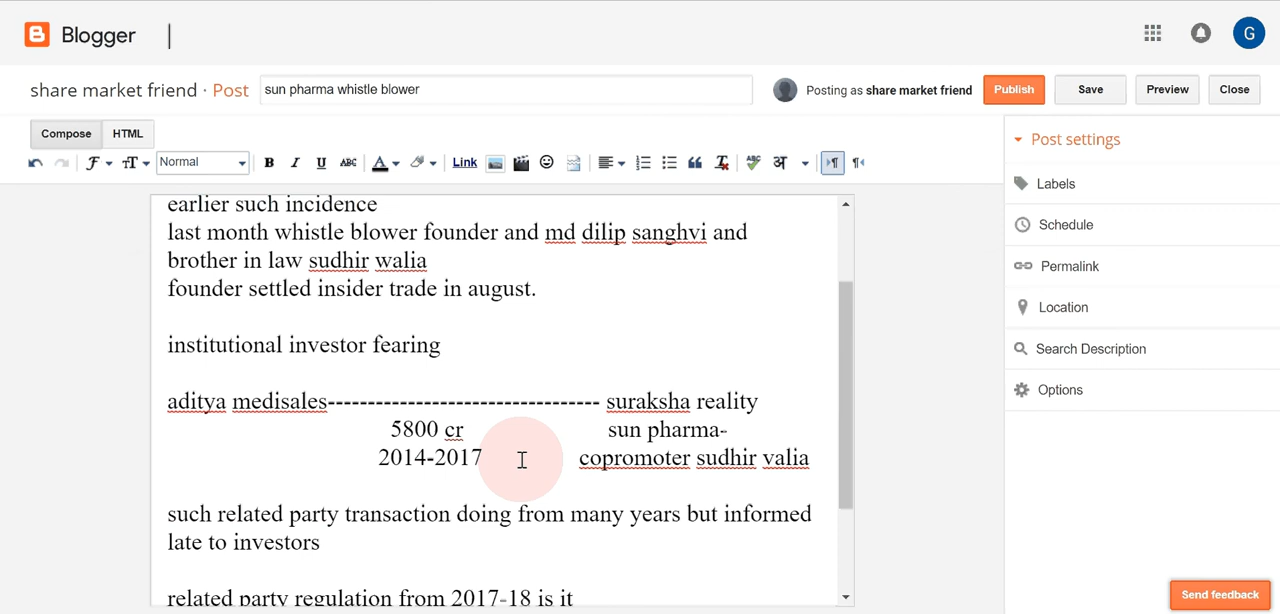 Blogger
G
share market friend · Post
sun pharma whistle blower
Posting as share market friend
Publish
Save
Preview
Close
Compose
HTML
Normal
B I U ABC A
Link
ABC
अ
Post settings
Labels
Schedule
Permalink
Location
Search Description
Options
earlier such incidence
last month whistle blower founder and md dilip sanghvi and
brother in law sudhir walia
founder settled insider trade in august.
institutional investor fearing
aditya medisales---------------------------------- suraksha reality
5800 cr sun pharma-
2014-2017 copromoter sudhir valia
such related party transaction doing from many years but informed
late to investors
related party regulation from 2017-18 is it
Send feedback